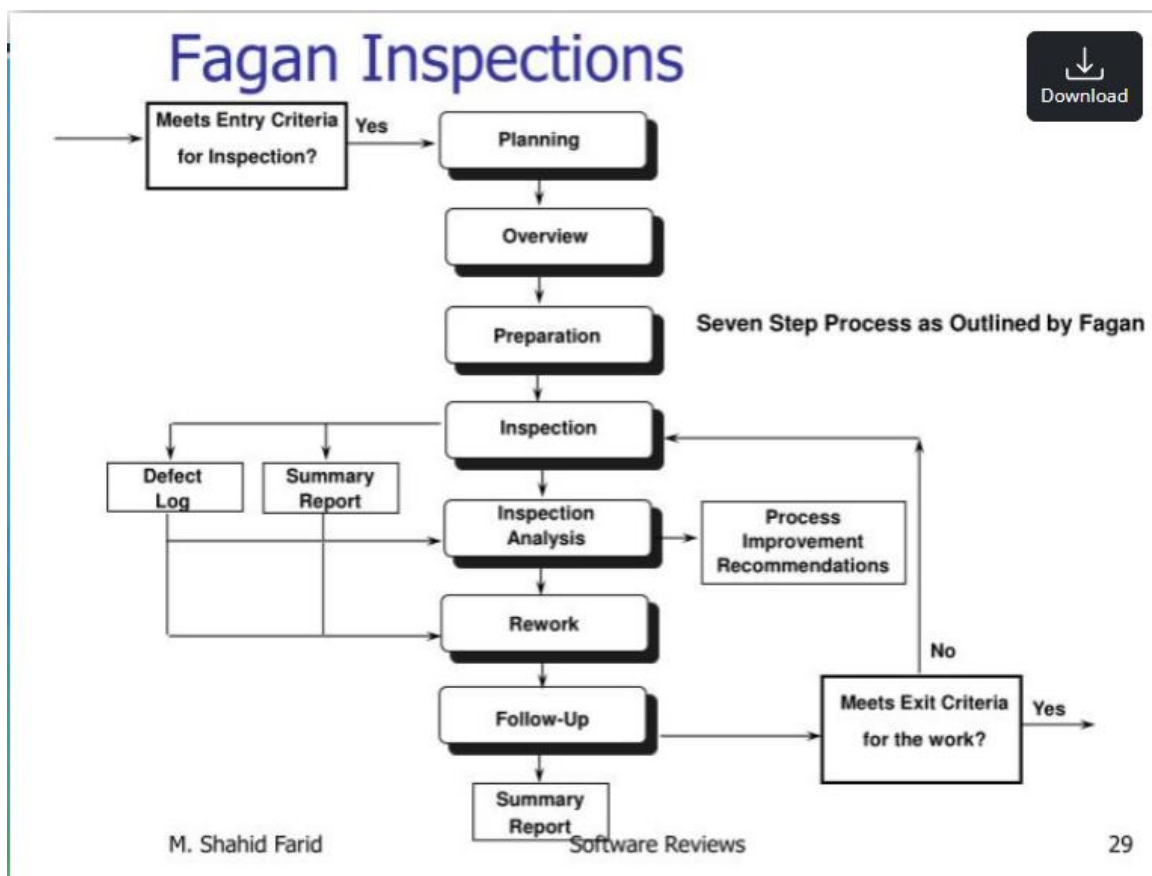 Fagan Inspections
Download
Meets Entry Criteria
for Inspection?
Yes
Planning
Overview
Preparation
Seven Step Process as Outlined by Fagan
Inspection
Defect
Log
Summary
Report
Inspection
Analysis
Process
Improvement
Recommendations
Rework
No
Follow-Up
Meets Exit Criteria
for the work?
Yes
Summary
Report
M. Shahid Farid
Software Reviews
29